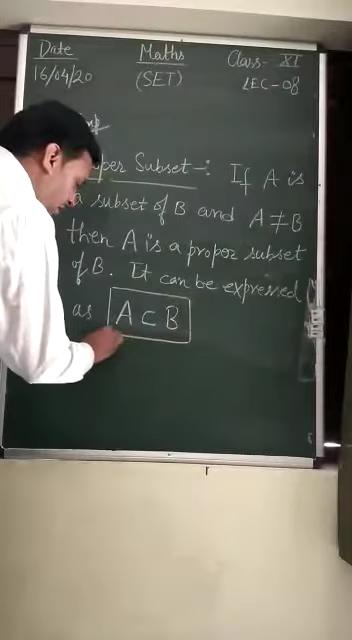 Date Maths Class - XI
16/04/20 (SET) LEC-08
per Subset-: If A is
a subset of B and A≠B
then A is a proper subset
of B. It can be expressed
as A ⊂ B